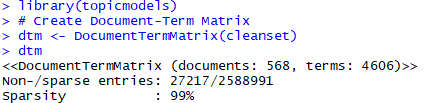 > library(topicmodels)
> # Create Document-Term Matrix
> dtm <- DocumentTermMatrix(cleanset)
> dtm
<<DocumentTermMatrix (documents: 568, terms: 4606)>>
Non-/sparse entries: 27217/2588991
Sparsity           : 99%